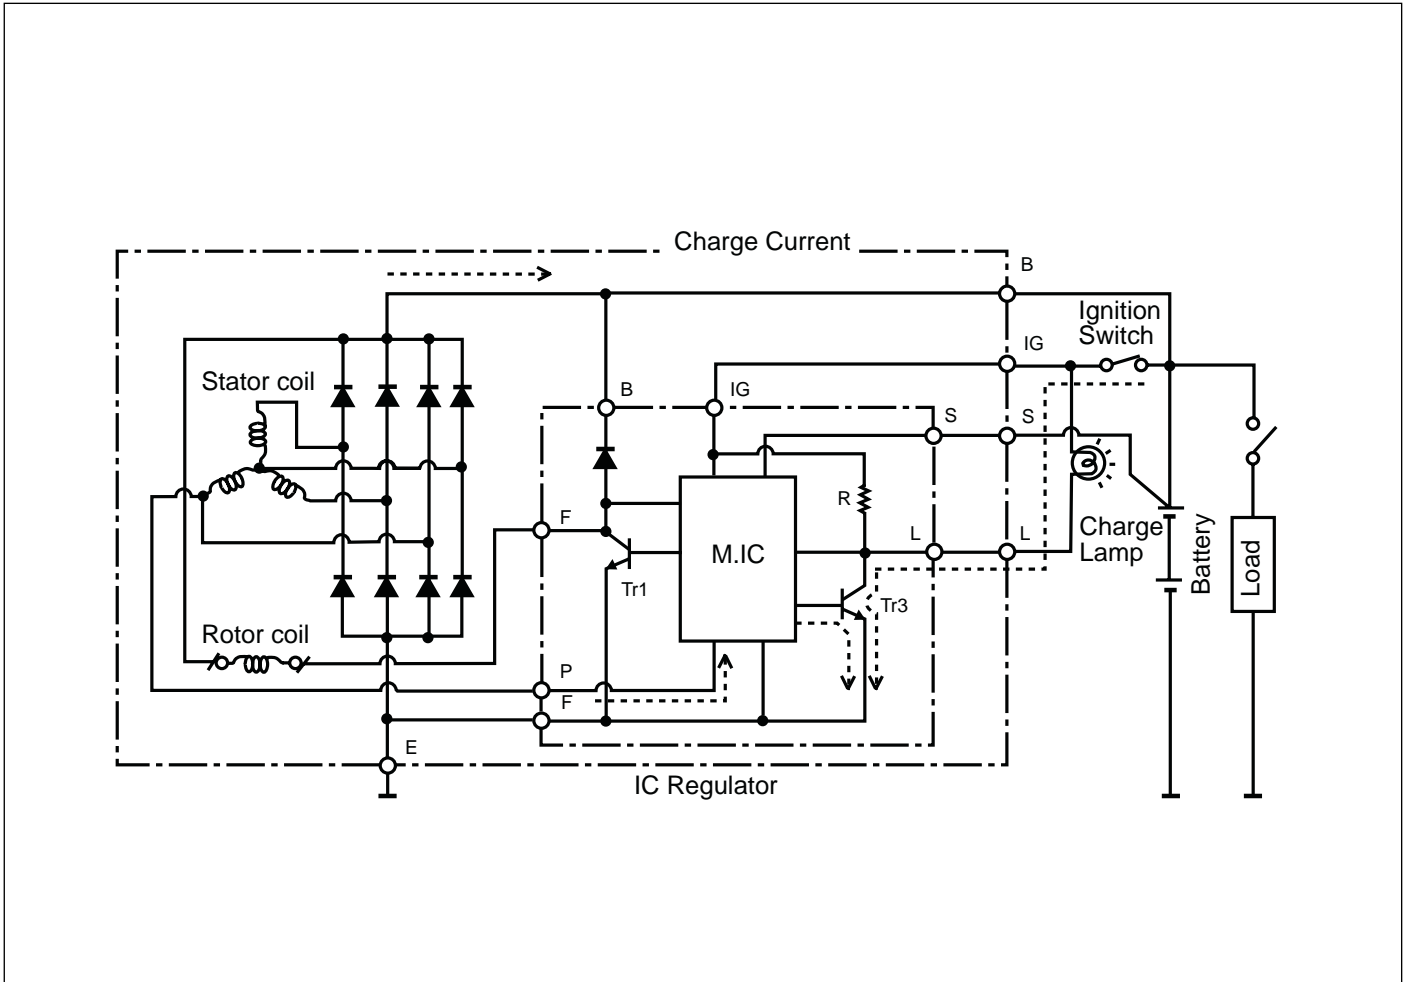 Charge Current
B
Ignition
Switch
IG
Stator coil
B
IG
S
S
R
F
L
L
Charge
Lamp
M.IC
Battery
Load
Tr1
Tr3
Rotor coil
P
F
E
IC Regulator